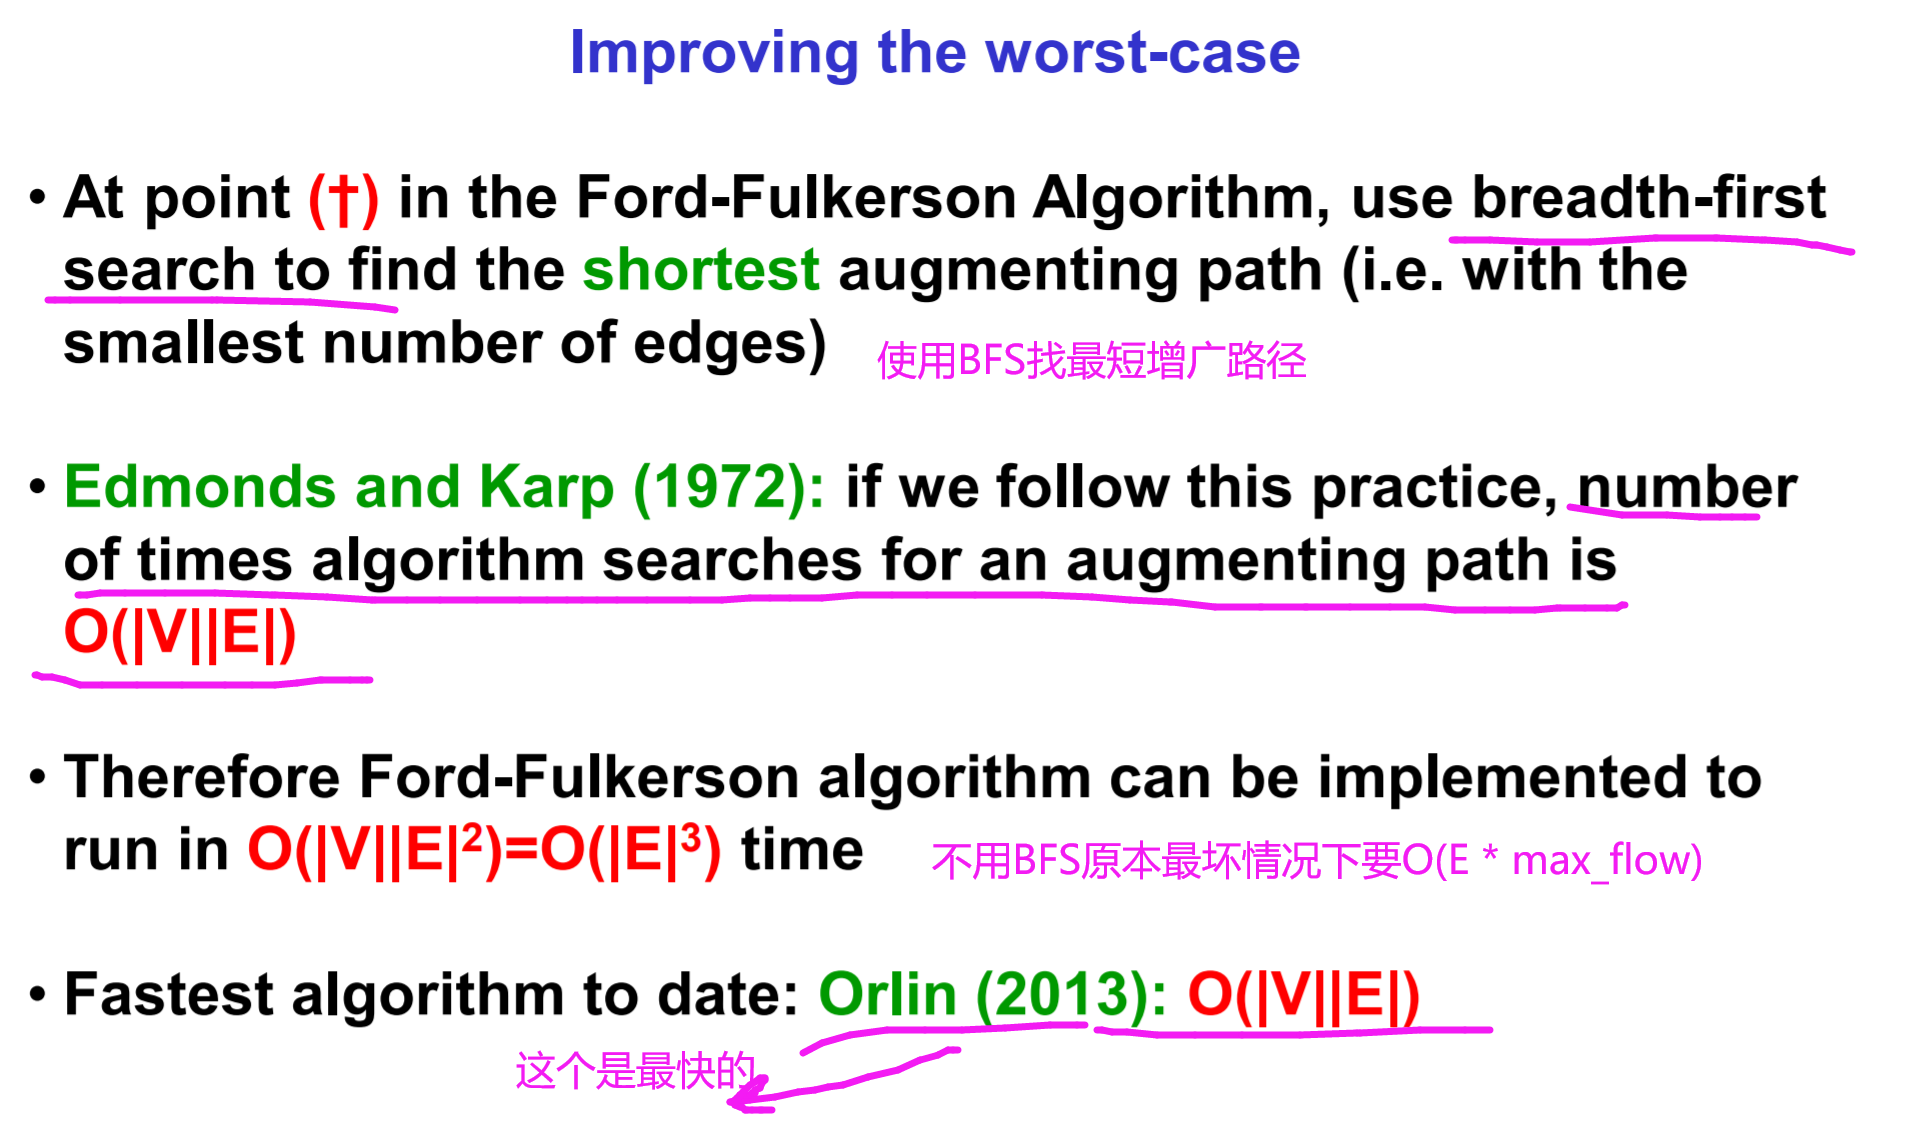 Improving the worst-case
• At point (†) in the Ford-Fulkerson Algorithm, use breadth-first
search to find the shortest augmenting path (i.e. with the
smallest number of edges)
使用BFS找最短增广路径
• Edmonds and Karp (1972): if we follow this practice, number
of times algorithm searches for an augmenting path is
O(|V||E|)
• Therefore Ford-Fulkerson algorithm can be implemented to
run in O(|V||E|²)=O(|E|³) time
不用BFS原本最坏情况下要O(E * max_flow)
• Fastest algorithm to date: Orlin (2013): O(|V||E|)
这个是最快的